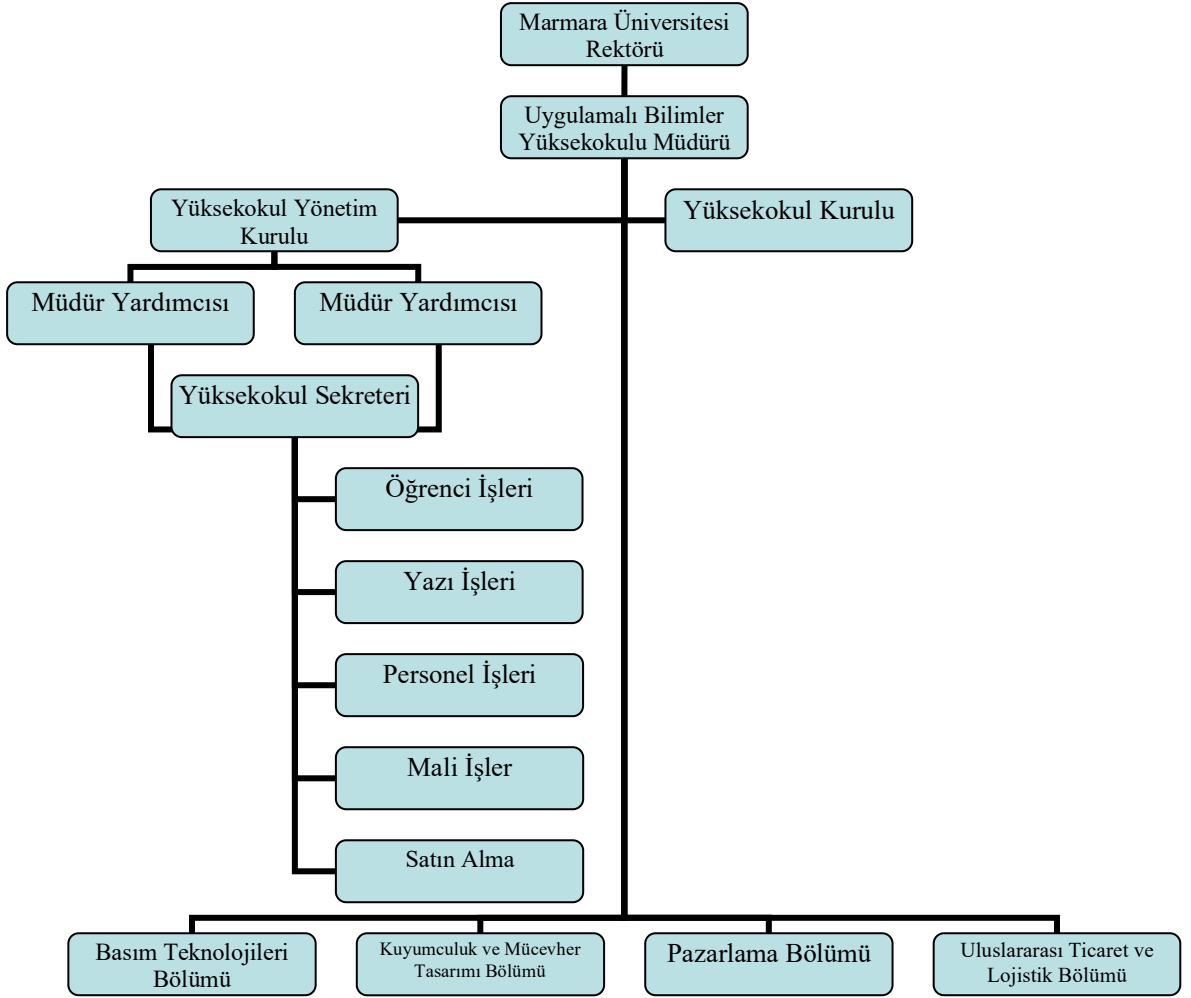 Marmara Üniversitesi
Rektörü
Uygulamalı Bilimler
Yüksekokulu Müdürü
Yüksekokul Yönetim
Kurulu
Yüksekokul Kurulu
Müdür Yardımcısı
Müdür Yardımcısı
Yüksekokul Sekreteri
Öğrenci İşleri
Yazı İşleri
Personel İşleri
Mali İşler
Satın Alma
Basım Teknolojileri
Bölümü
Kuyumculuk ve Mücevher
Tasarımı Bölümü
Pazarlama Bölümü
Uluslararası Ticaret ve
Lojistik Bölümü